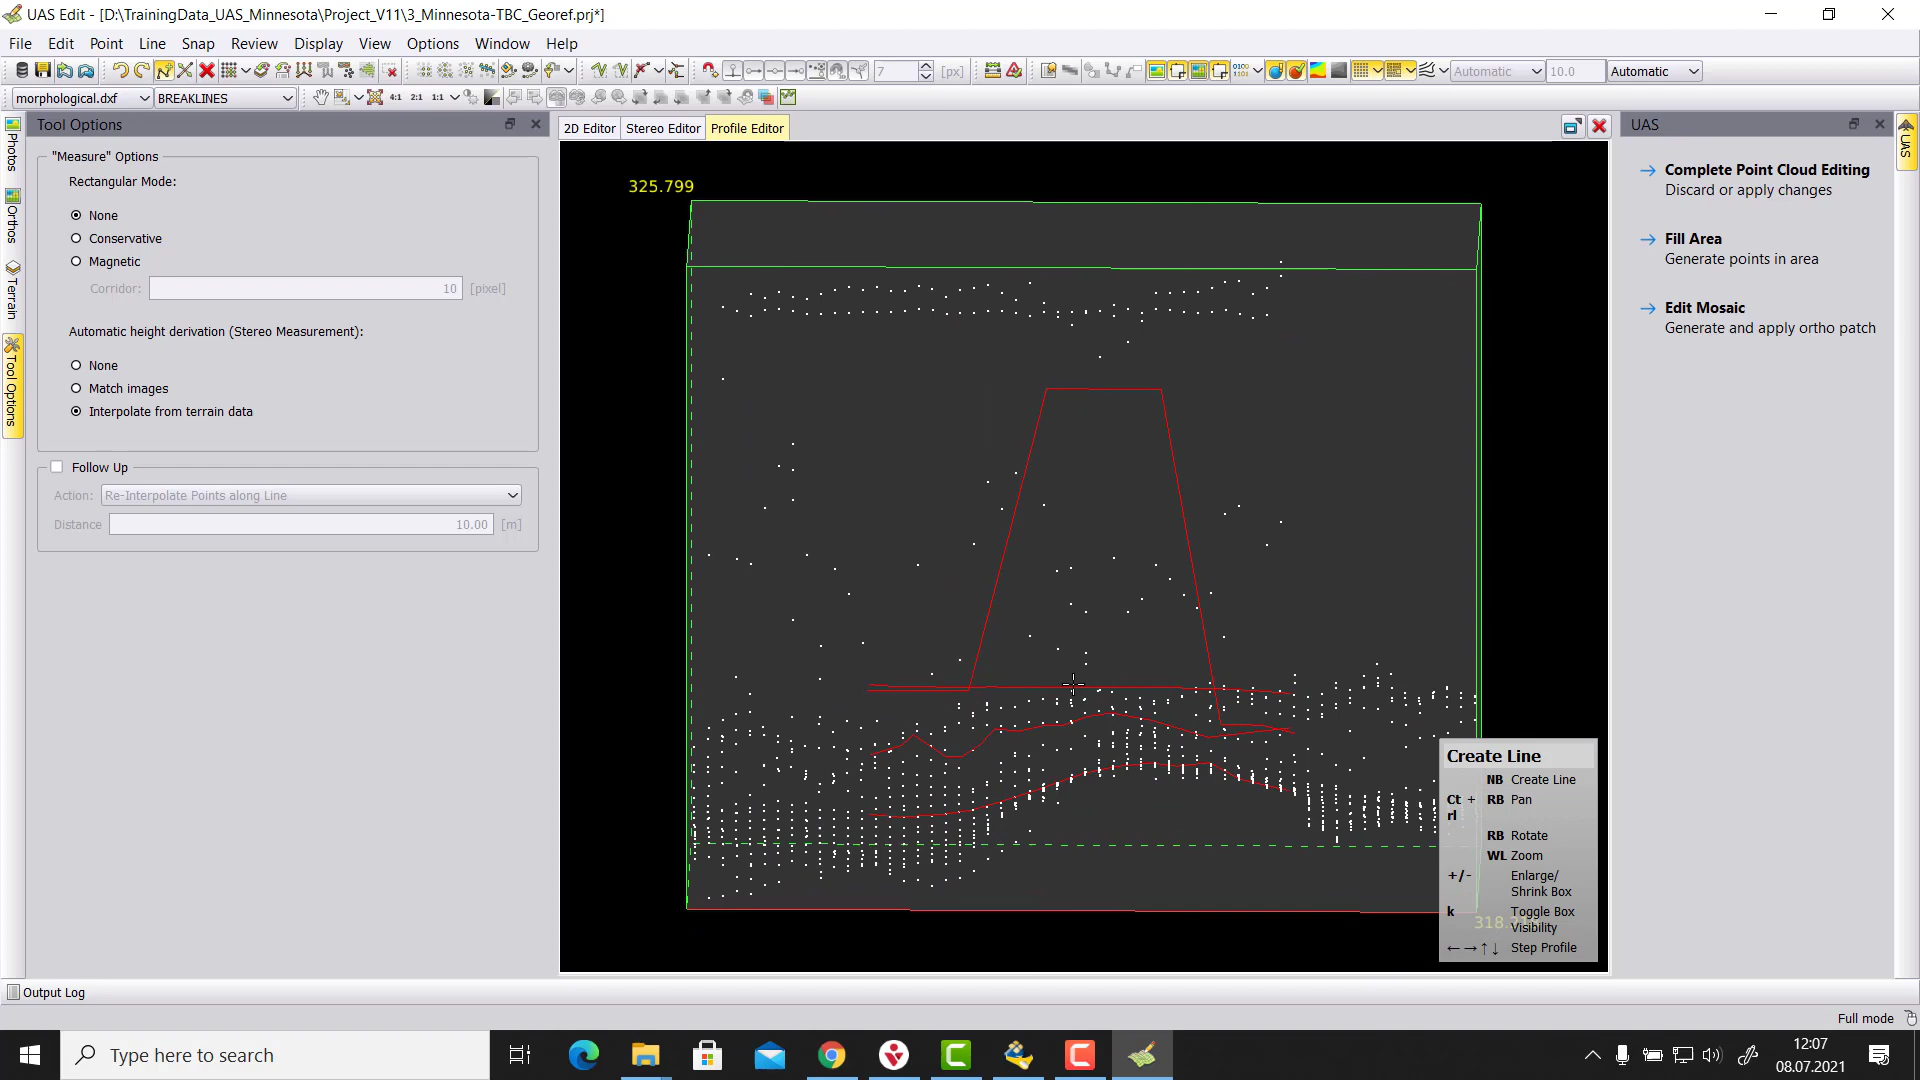 UAS Edit - [D:\TrainingData_UAS_Minnesota\Project_V11\3_Minnesota-TBC_Georef.prj*]
File Edit Point Line Snap Review Display View Options Window Help
7 [px] Automatic 10.0 Automatic
morphological.dxf BREAKLINES 4:1 2:1 1:1
Tool Options
2D Editor Stereo Editor Profile Editor
UAS
Photos
Orthos
Terrain
Tool Options
"Measure" Options
Rectangular Mode:
None
Conservative
Magnetic
Corridor: 10 [pixel]
Automatic height derivation (Stereo Measurement):
None
Match images
Interpolate from terrain data
Follow Up
Action: Re-Interpolate Points along Line
Distance 10.00 [m]
325.799
Create Line
NB Create Line
Ct + RB Pan
rl
RB Rotate
WL Zoom
+/- Enlarge/
Shrink Box
k Toggle Box
Visibility
←→↑↓ Step Profile
Complete Point Cloud Editing
Discard or apply changes
Fill Area
Generate points in area
Edit Mosaic
Generate and apply ortho patch
UAS
Output Log
Full mode
Type here to search
12:07
08.07.2021